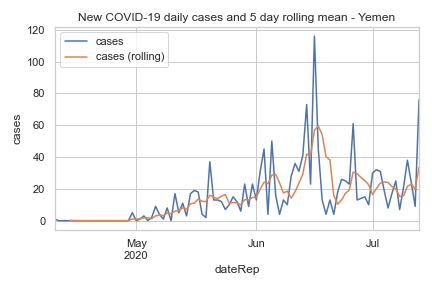 New COVID-19 daily cases and 5 day rolling mean - Yemen
120
100
80
60
40
20
0
cases
cases
cases (rolling)
May
2020
Jun
Jul
dateRep